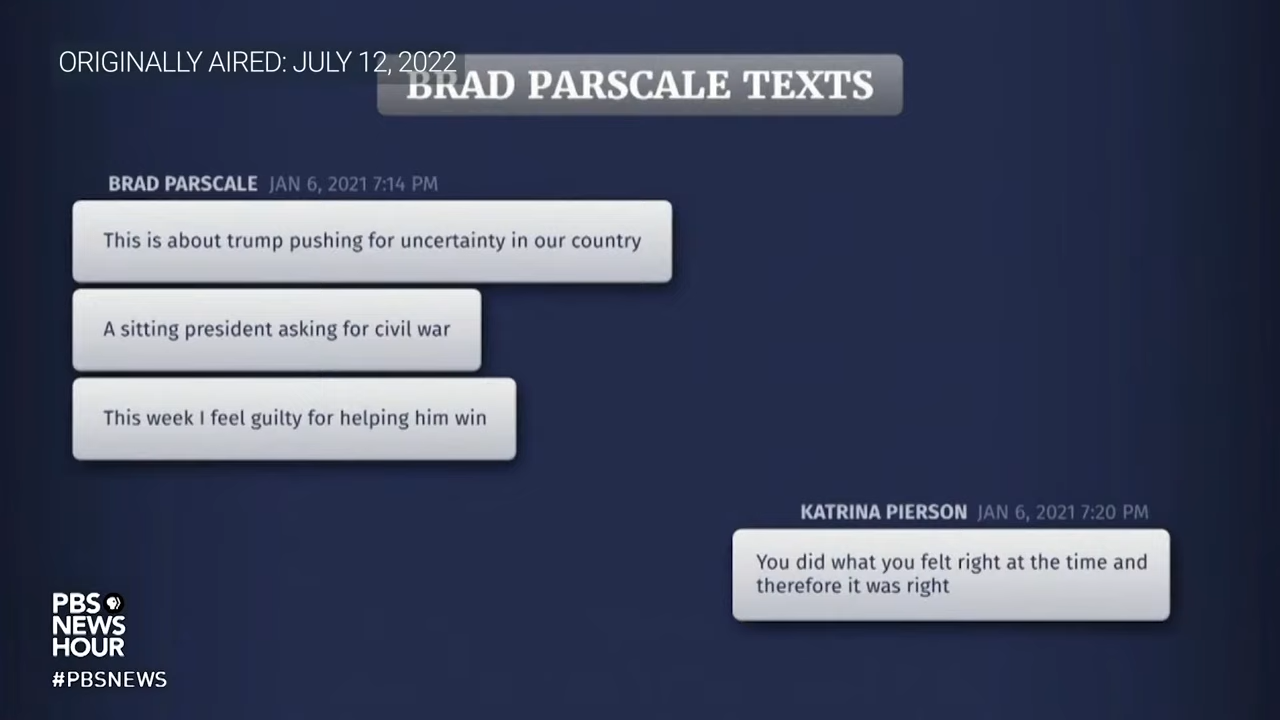 ORIGINALLY AIRED: JULY 12, 2022
BRAD PARSCALE TEXTS
BRAD PARSCALE JAN 6, 2021 7:14 PM
This is about trump pushing for uncertainty in our country
A sitting president asking for civil war
This week I feel guilty for helping him win
KATRINA PIERSON JAN 6, 2021 7:20 PM
You did what you felt right at the time and
therefore it was right
PBS
NEWS
HOUR
#PBSNEWS